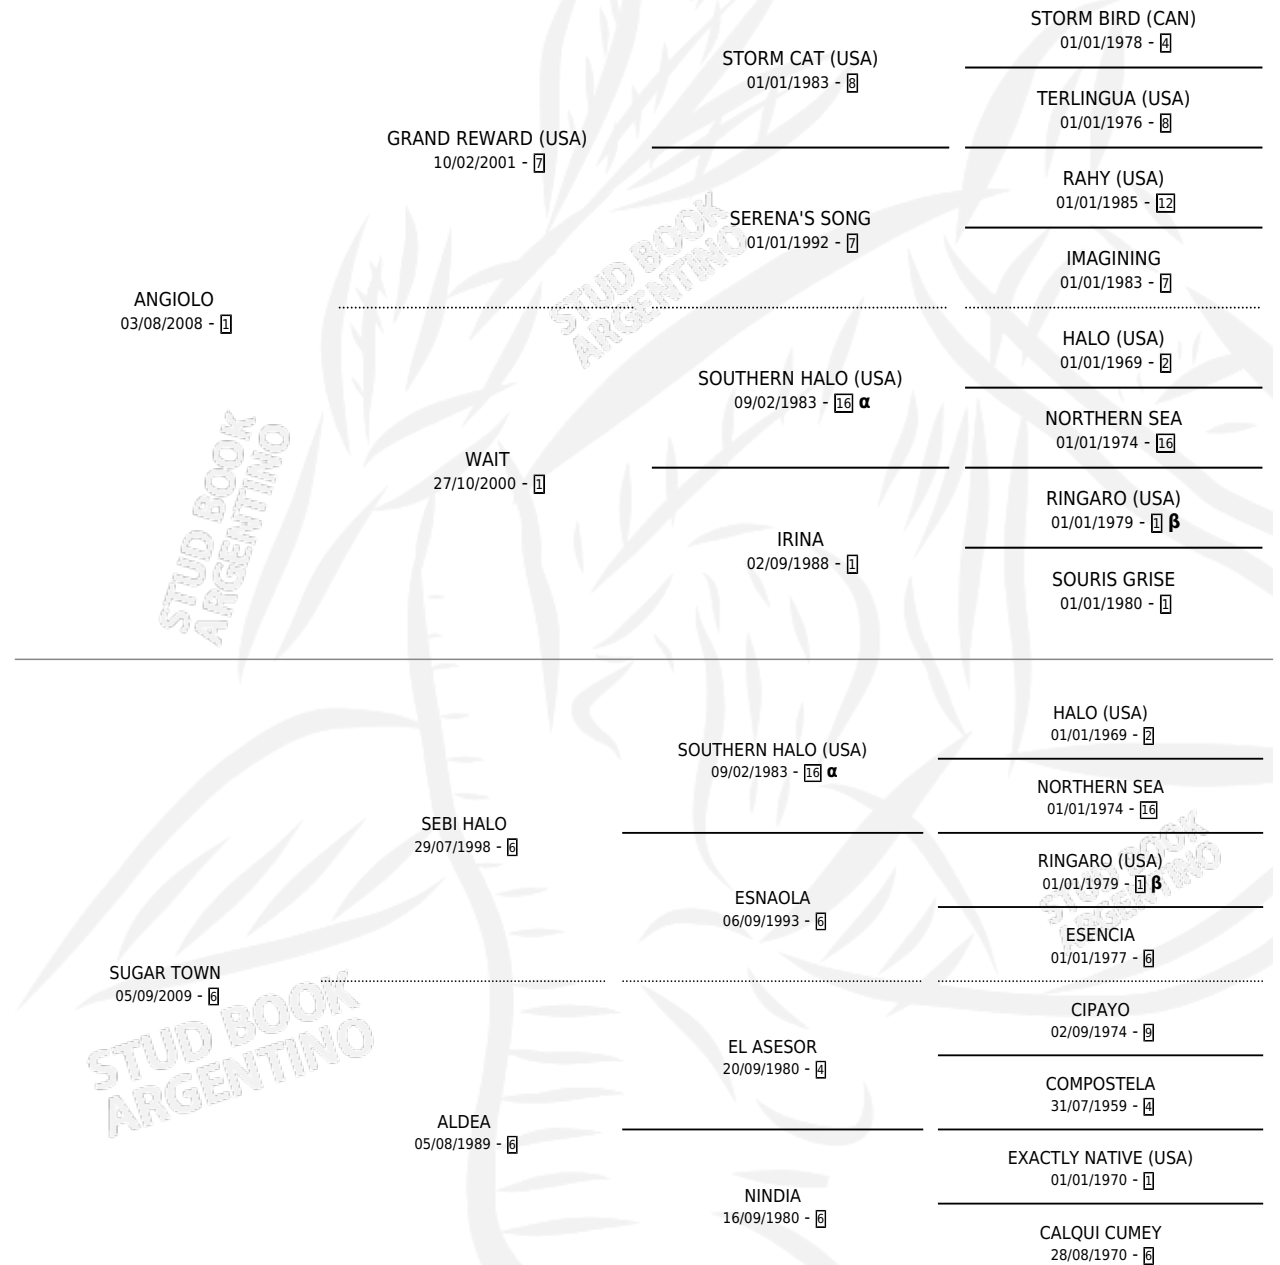 STORM BIRD (CAN)
01/01/1978 - 4
STORM CAT (USA)
01/01/1983 - 8
TERLINGUA (USA)
01/01/1976 - 8
GRAND REWARD (USA)
10/02/2001 - 7
RAHY (USA)
01/01/1985 - 12
SERENA'S SONG
01/01/1992 - 7
IMAGINING
01/01/1983 - 7
ANGIOLO
03/08/2008 - 1
HALO (USA)
01/01/1969 - 2
SOUTHERN HALO (USA)
09/02/1983 - 16 α
NORTHERN SEA
01/01/1974 - 16
WAIT
27/10/2000 - 1
RINGARO (USA)
01/01/1979 - 1 β
IRINA
02/09/1988 - 1
SOURIS GRISE
01/01/1980 - 1
HALO (USA)
01/01/1969 - 2
SOUTHERN HALO (USA)
09/02/1983 - 16 α
NORTHERN SEA
01/01/1974 - 16
SEBI HALO
29/07/1998 - 6
RINGARO (USA)
01/01/1979 - 1 β
ESNAOLA
06/09/1993 - 6
ESENCIA
01/01/1977 - 6
SUGAR TOWN
05/09/2009 - 6
CIPAYO
02/09/1974 - 9
EL ASESOR
20/09/1980 - 4
COMPOSTELA
31/07/1959 - 4
ALDEA
05/08/1989 - 6
EXACTLY NATIVE (USA)
01/01/1970 - 1
NINDIA
16/09/1980 - 6
CALQUI CUMEY
28/08/1970 - 6
STUD BOOK
ARGENTINO
STUD BOOK
ARGENTINO
STUD BOOK
ARGENTINO
STUD BOOK
ARGENTINO